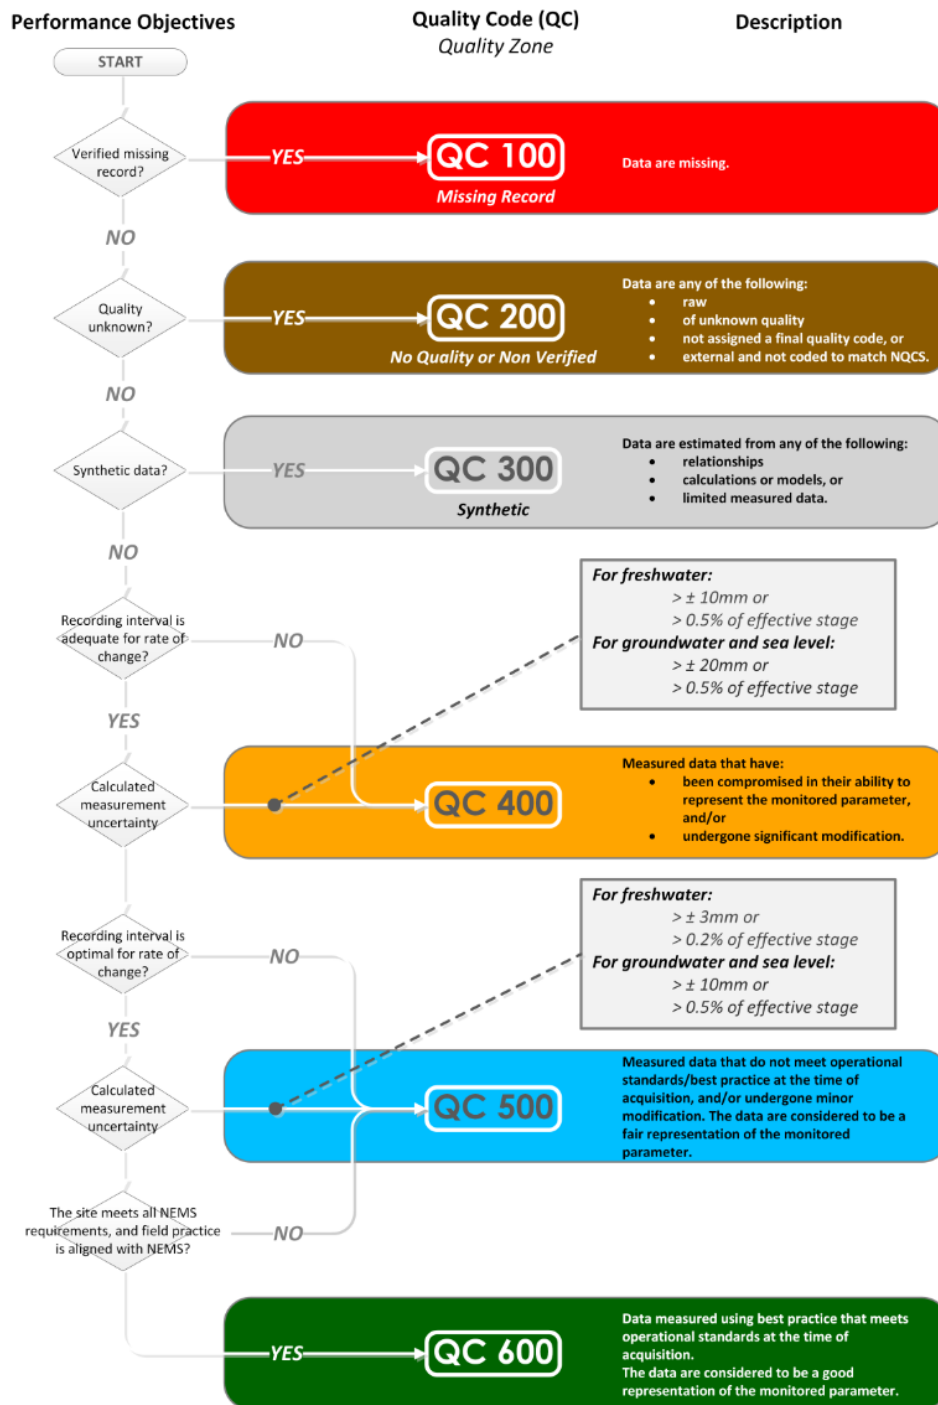 Performance Objectives
Quality Code (QC)
Quality Zone
Description
START
Verified missing
record?
YES
QC 100
Missing Record
Data are missing.
NO
Quality
unknown?
YES
QC 200
No Quality or Non Verified
Data are any of the following:
• raw
• of unknown quality
• not assigned a final quality code, or
• external and not coded to match NQCS.
NO
Synthetic data?
YES
QC 300
Synthetic
Data are estimated from any of the following:
• relationships
• calculations or models, or
• limited measured data.
NO
For freshwater:
> ± 10mm or
> 0.5% of effective stage
For groundwater and sea level:
> ± 20mm or
> 0.5% of effective stage
Recording interval is
adequate for rate of
change?
NO
YES
Calculated
measurement
uncertainty
QC 400
Measured data that have:
• been compromised in their ability to
represent the monitored parameter,
and/or
• undergone significant modification.
For freshwater:
> ± 3mm or
> 0.2% of effective stage
For groundwater and sea level:
> ± 10mm or
> 0.5% of effective stage
Recording interval is
optimal for rate of
change?
NO
YES
Calculated
measurement
uncertainty
QC 500
Measured data that do not meet operational
standards/best practice at the time of
acquisition, and/or undergone minor
modification. The data are considered to be a
fair representation of the monitored
parameter.
The site meets all NEMS
requirements, and field practice
is aligned with NEMS?
NO
YES
QC 600
Data measured using best practice that meets
operational standards at the time of
acquisition.
The data are considered to be a good
representation of the monitored parameter.